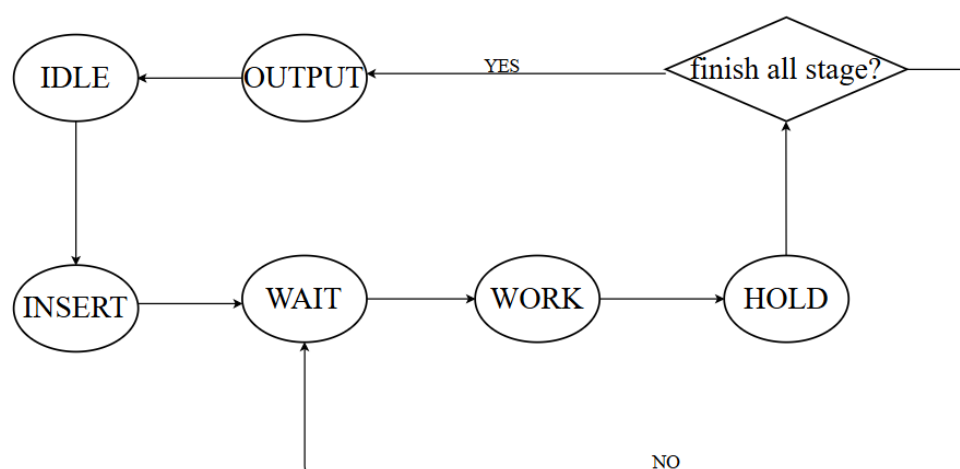 IDLE
OUTPUT
YES
finish all stage?
INSERT
WAIT
WORK
HOLD
NO